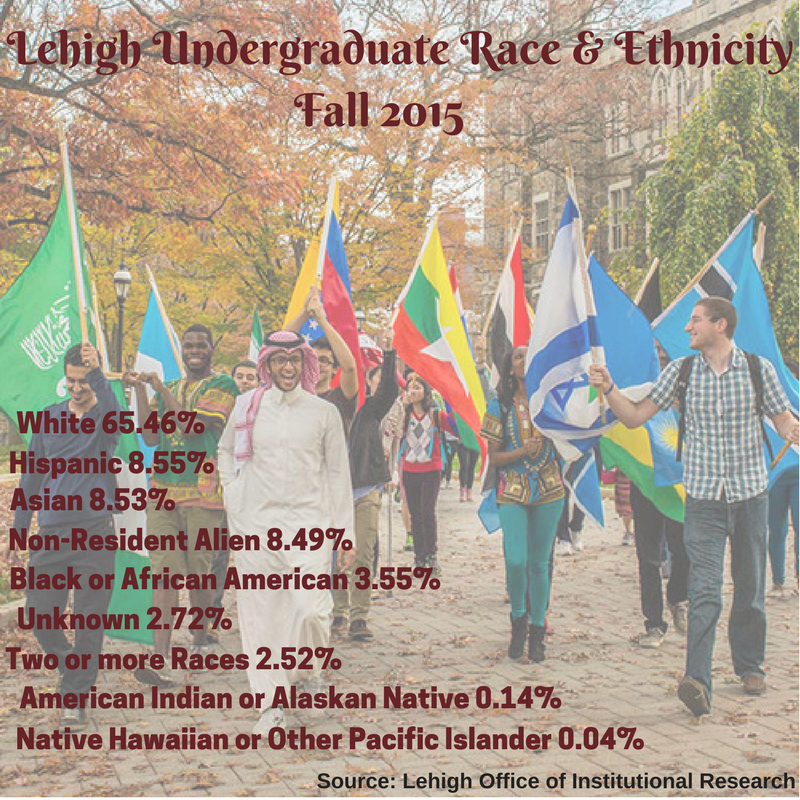 Lehigh Undergraduate Race & Ethnicity
Fall 2015
White 65.46%
Hispanic 8.55%
Asian 8.53%
Non-Resident Alien 8.49%
Black or African American 3.55%
Unknown 2.72%
Two or more Races 2.52%
American Indian or Alaskan Native 0.14%
Native Hawaiian or Other Pacific Islander 0.04%
Source: Lehigh Office of Institutional Research